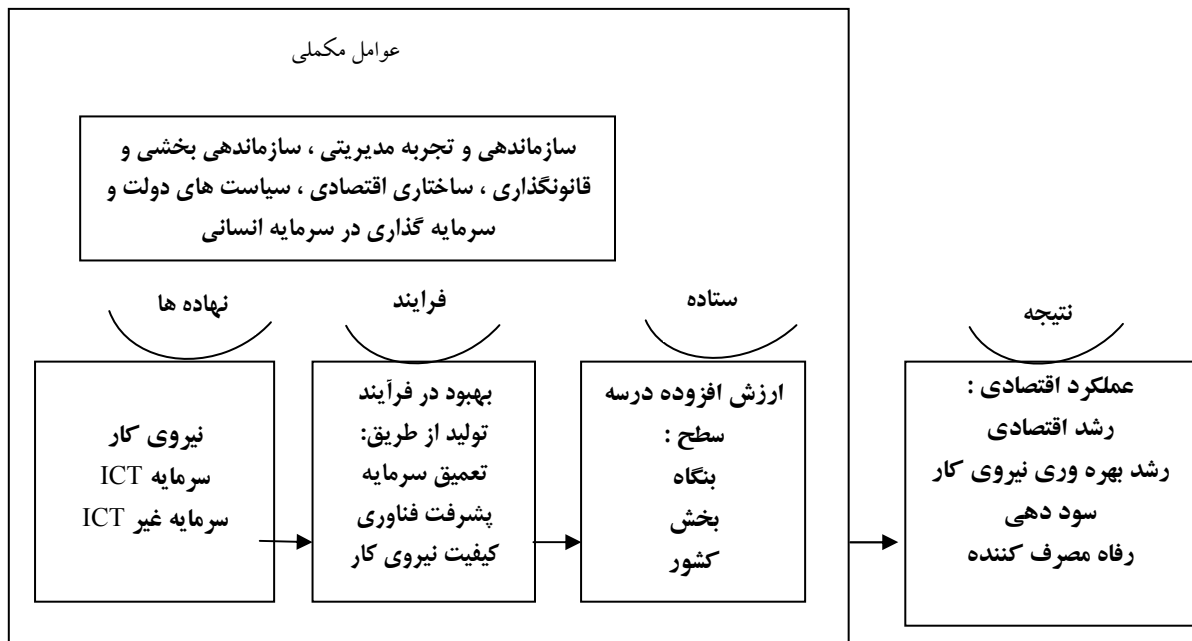 عوامل مکملی
سازماندهی و تجربه مدیریتی ، سازماندهی بخشی و
قانونگذاری ، ساختاری اقتصادی ، سیاست های دولت و
سرمایه گذاری در سرمایه انسانی
نهاده ها
نیروی کار
سرمایه ICT
سرمایه غیر ICT
فرایند
بهبود در فرآیند
تولید از طریق:
تعمیق سرمایه
پشرفت فناوری
کیفیت نیروی کار
ستاده
ارزش افزوده درسه
سطح :
بنگاه
بخش
کشور
نتیجه
عملکرد اقتصادی :
رشد اقتصادی
رشد بهره وری نیروی کار
سود دهی
رفاه مصرف کننده